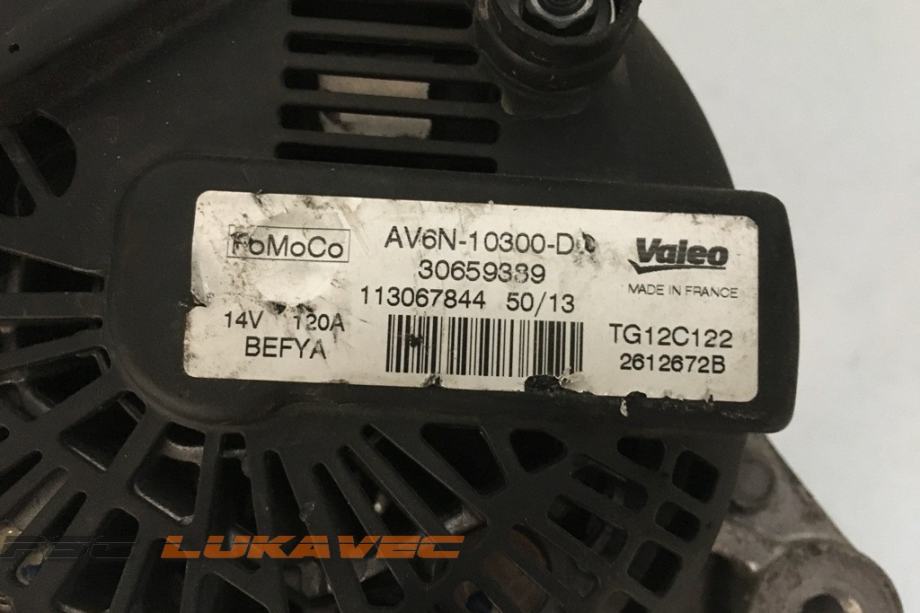 FoMoCo
AV6N-10300-D
30659389
113067844 50/13
14V 120A
BEFYA
Valeo
MADE IN FRANCE
TG12C122
2612672B
LUKAVEC